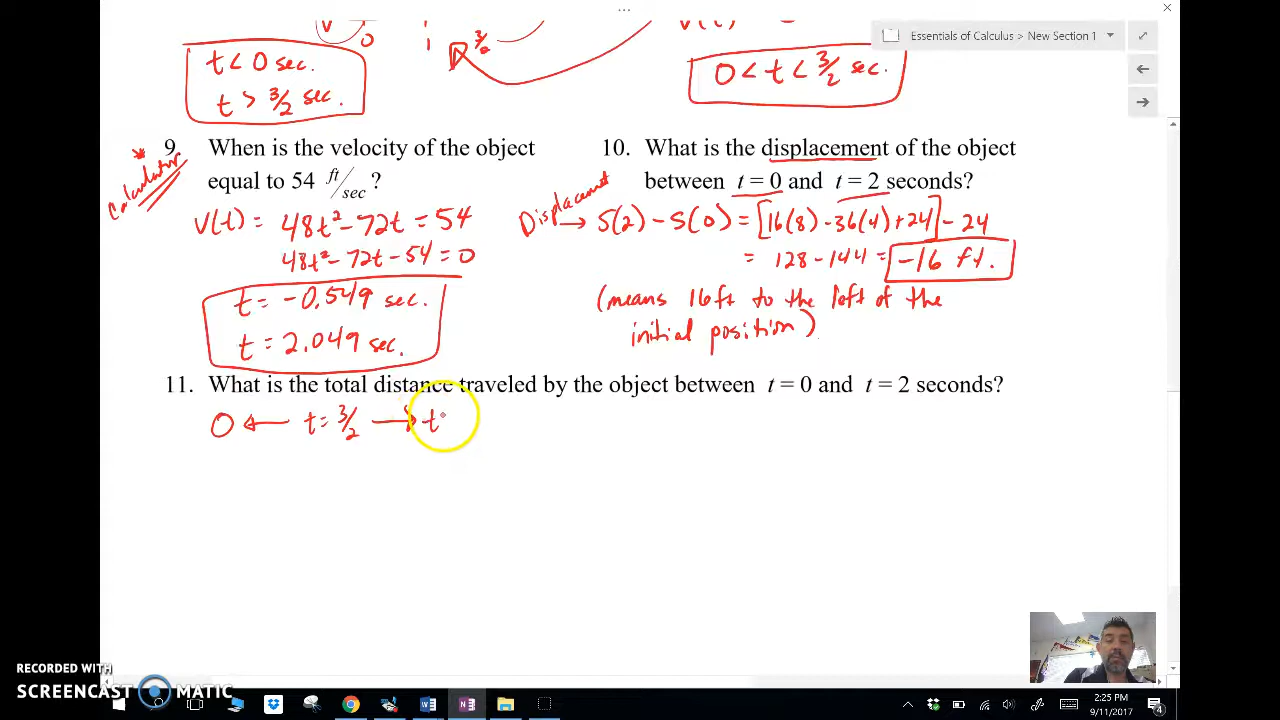 Essentials of Calculus > New Section 1
V(t)
0
3/2
t < 0 sec.
t > 3/2 sec.
0 < t < 3/2 sec.
9. When is the velocity of the object
equal to 54 ft/sec ?
* Calculator
V(t) = 48t² - 72t = 54
48t² - 72t - 54 = 0
t = -0.549 sec.
t = 2.049 sec.
10. What is the displacement of the object
between t = 0 and t = 2 seconds?
Displacement → S(2) - S(0) = [16(8) - 36(4) + 24] - 24
= 128 - 144 = -16 ft.
(means 16ft to the left of the
initial position)
11. What is the total distance traveled by the object between t = 0 and t = 2 seconds?
0 ← t = 3/2 → t
RECORDED WITH
SCREENCAST MATIC
2:25 PM
9/11/2017
4